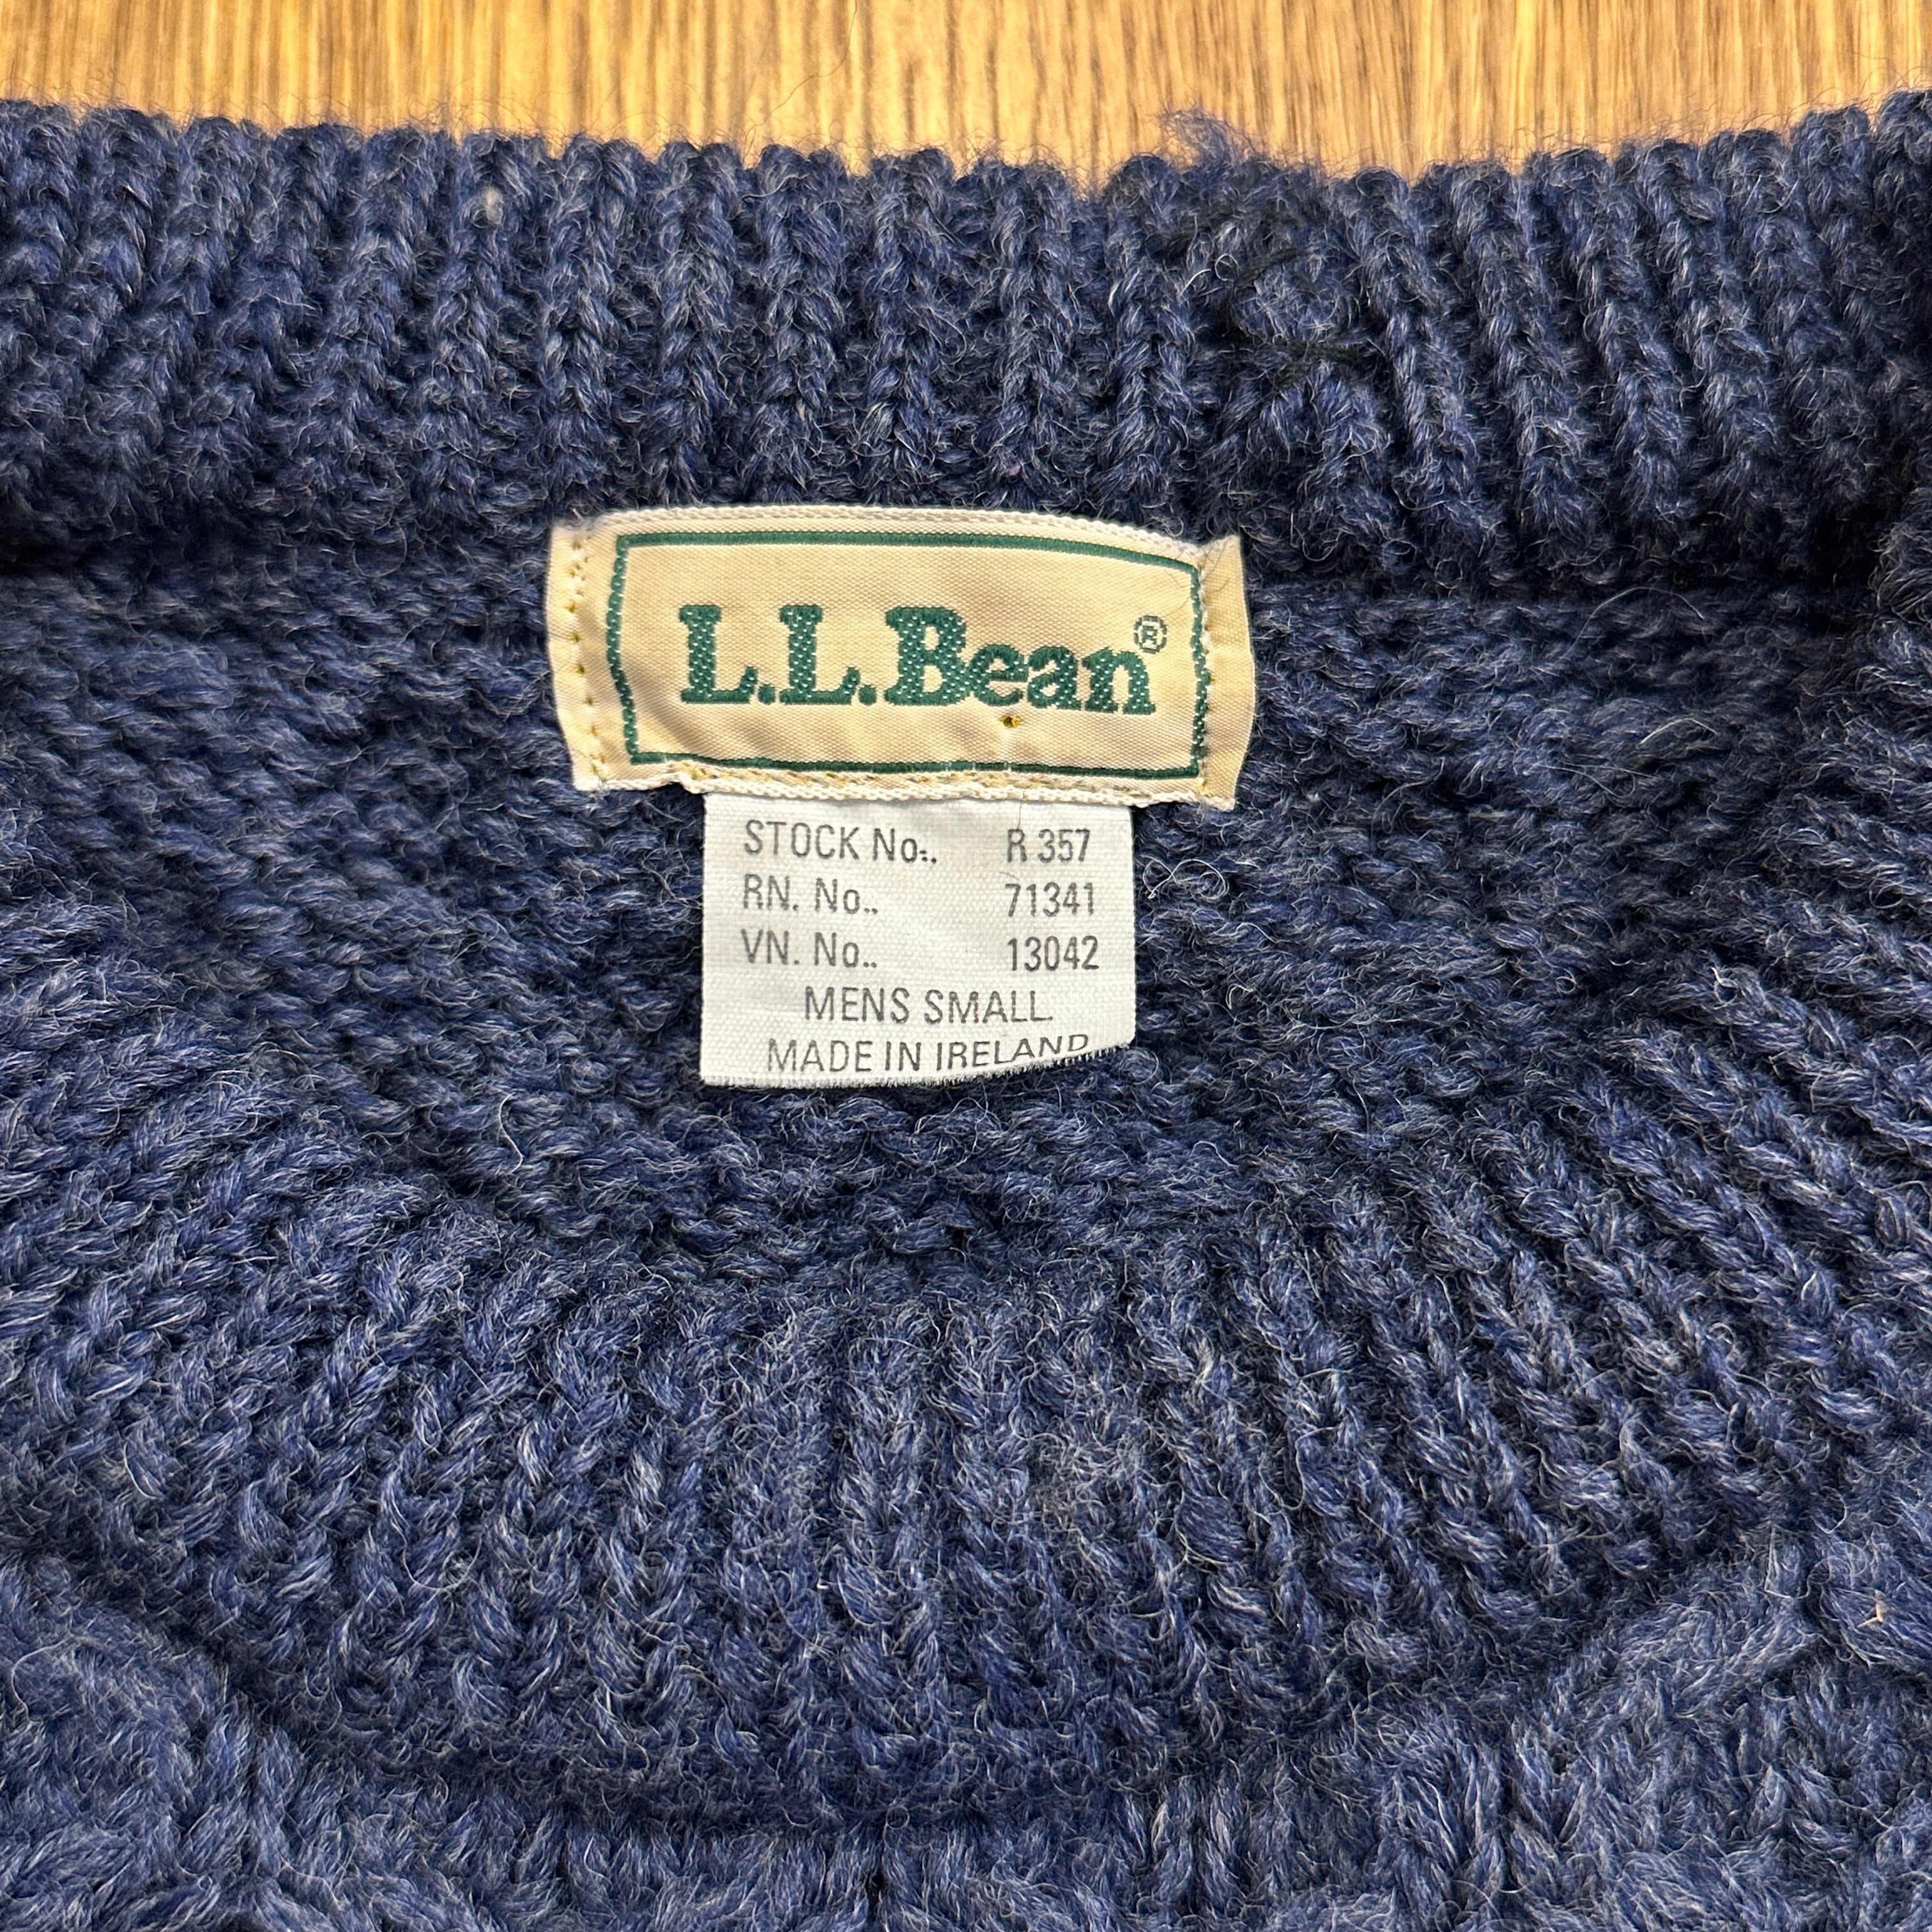 L.L.Bean®
STOCK No:. R 357
RN. No.. 71341
VN. No.. 13042
MENS SMALL.
MADE IN IRELAND